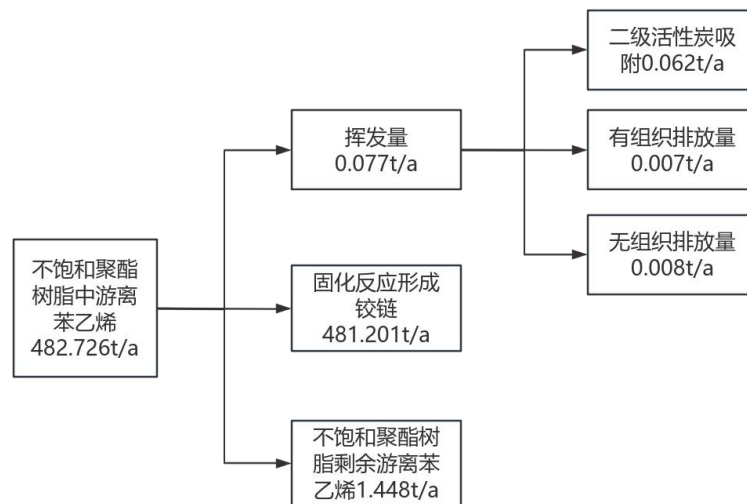 不饱和聚酯
树脂中游离
苯乙烯
482.726t/a
挥发量
0.077t/a
固化反应形成
铰链
481.201t/a
不饱和聚酯树
脂剩余游离苯
乙烯1.448t/a
二级活性炭吸
附0.062t/a
有组织排放量
0.007t/a
无组织排放量
0.008t/a